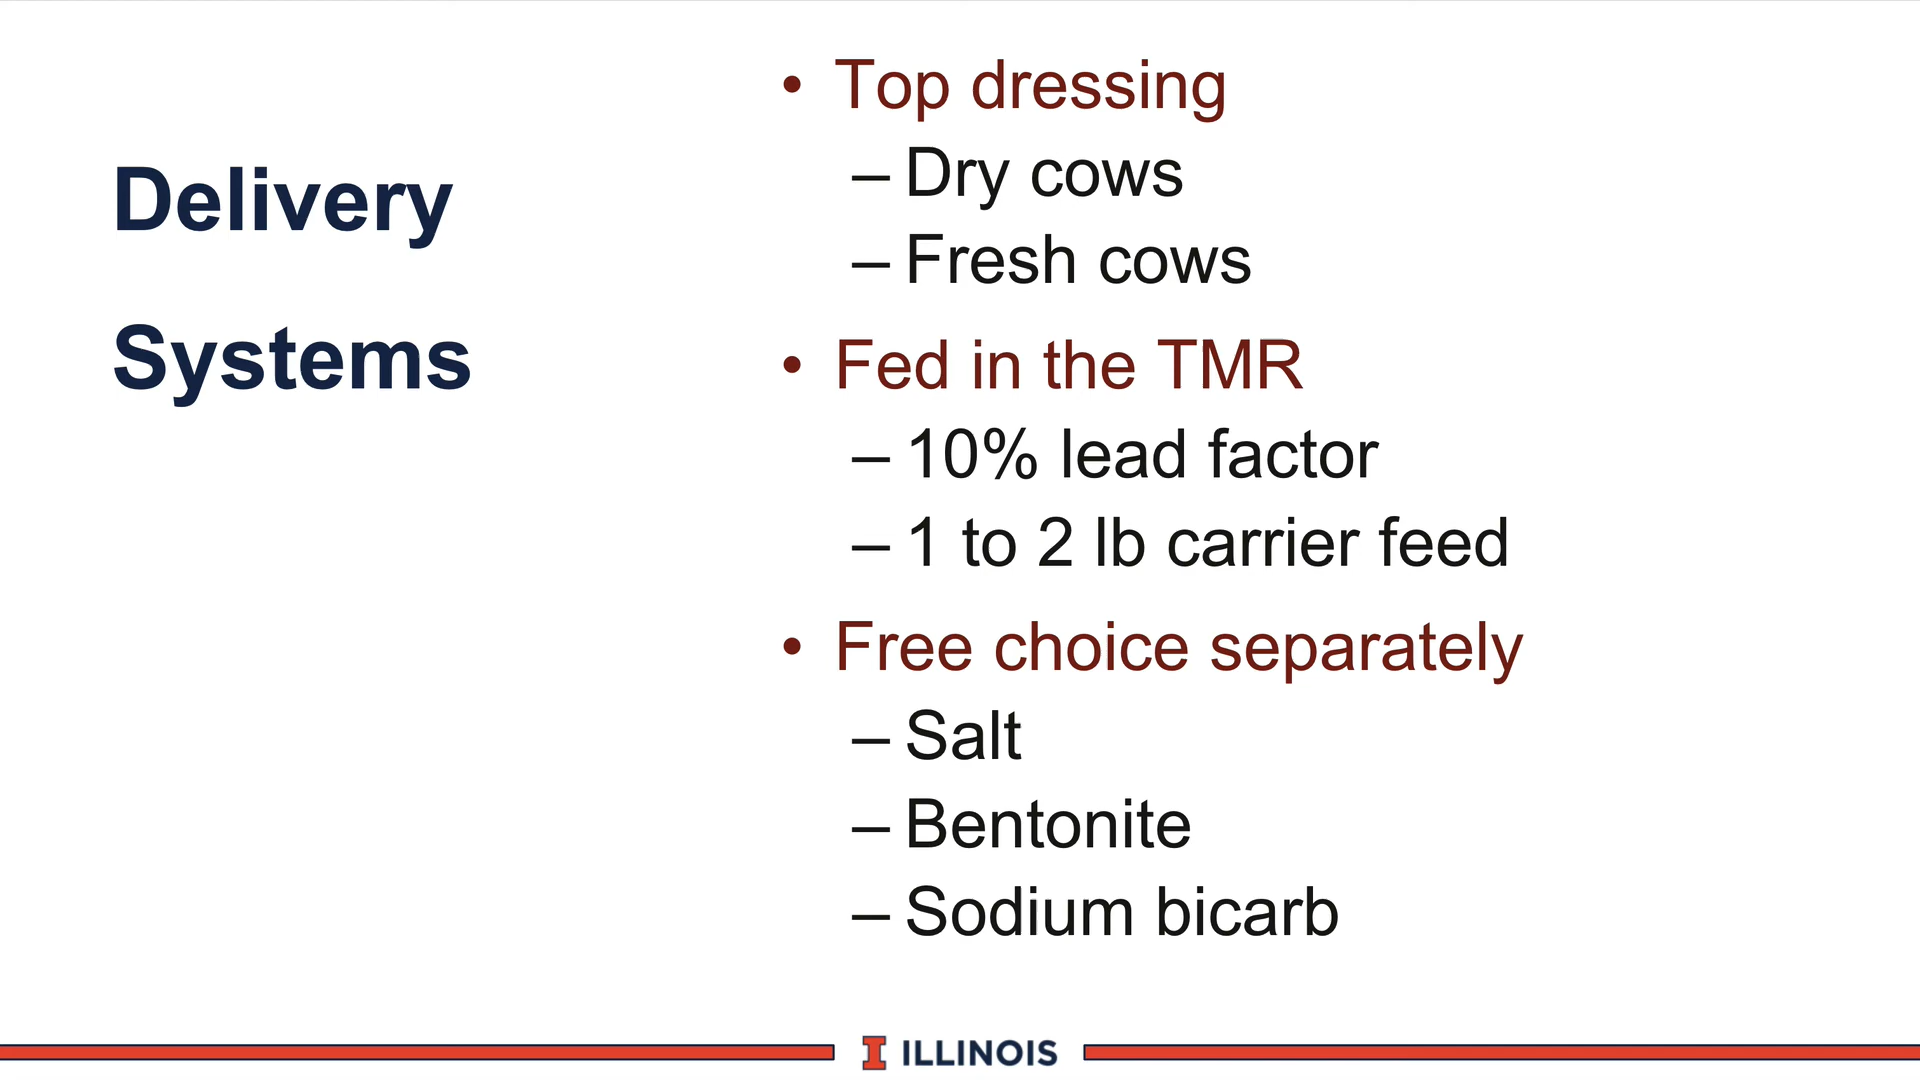 Delivery
Systems
• Top dressing
– Dry cows
– Fresh cows
• Fed in the TMR
– 10% lead factor
– 1 to 2 lb carrier feed
• Free choice separately
– Salt
– Bentonite
– Sodium bicarb
I ILLINOIS